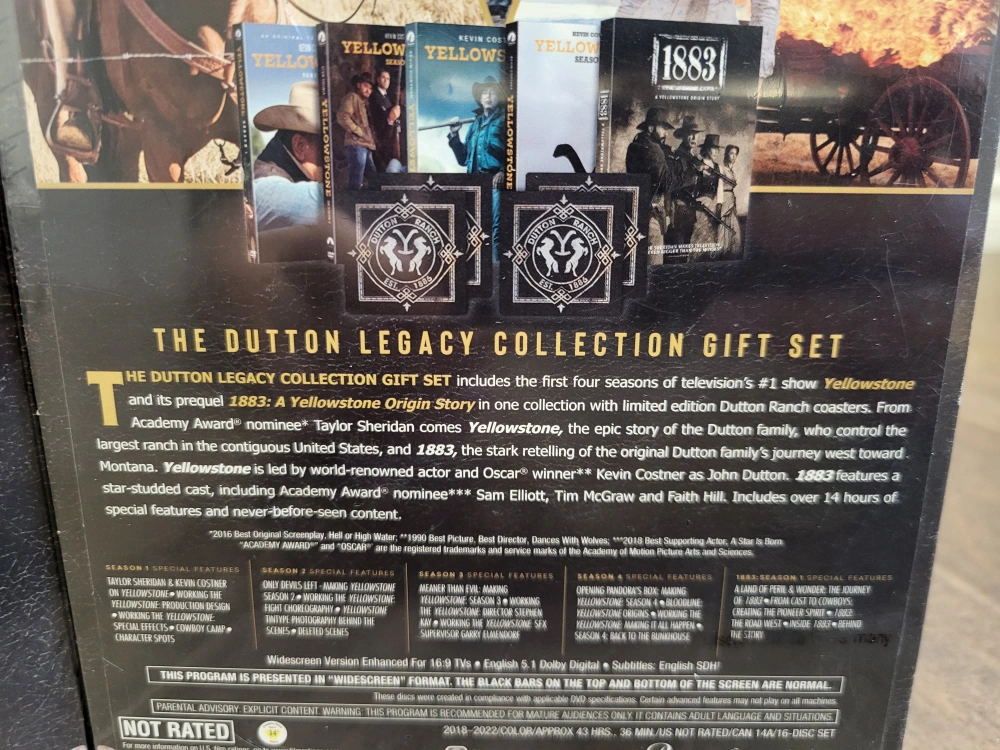 KEVIN COS
YELLOW
YELLOW
SEASO
KEVIN COST
YELLOWS
KEVIN CO
YELLOW
SEASO
YELLOWSTONE
YELLOWSTONE
1883
A YELLOWSTONE ORIGIN STORY
1883
DUTTON RANCH
EST. 1886
DUTTON RANCH
EST. 1886
THE DUTTON LEGACY COLLECTION GIFT SET
THE DUTTON LEGACY COLLECTION GIFT SET includes the first four seasons of television's #1 show Yellowstone
and its prequel 1883: A Yellowstone Origin Story in one collection with limited edition Dutton Ranch coasters. From
Academy Award® nominee* Taylor Sheridan comes Yellowstone, the epic story of the Dutton family, who control the
largest ranch in the contiguous United States, and 1883, the stark retelling of the original Dutton family's journey west toward
Montana. Yellowstone is led by world-renowned actor and Oscar® winner** Kevin Costner as John Dutton. 1883 features a
star-studded cast, including Academy Award® nominee*** Sam Elliott, Tim McGraw and Faith Hill. Includes over 14 hours of
special features and never-before-seen content.
*2016 Best Original Screenplay, Hell or High Water; **1990 Best Picture, Best Director, Dances With Wolves; ***2018 Best Supporting Actor, A Star Is Born
"ACADEMY AWARD®" and "OSCAR®" are the registered trademarks and service marks of the Academy of Motion Picture Arts and Sciences.
SEASON 1 SPECIAL FEATURES
TAYLOR SHERIDAN & KEVIN COSTNER
ON YELLOWSTONE • WORKING THE
YELLOWSTONE: PRODUCTION DESIGN
• WORKING THE YELLOWSTONE:
SPECIAL EFFECTS • COWBOY CAMP •
CHARACTER SPOTS
SEASON 2 SPECIAL FEATURES
ONLY DEVILS LEFT - MAKING YELLOWSTONE
SEASON 2 • WORKING THE YELLOWSTONE
FIGHT CHOREOGRAPHY • YELLOWSTONE
TINTYPE PHOTOGRAPHY BEHIND THE
SCENES • DELETED SCENES
SEASON 3 SPECIAL FEATURES
MEANER THAN EVIL: MAKING
YELLOWSTONE SEASON 3 • WORKING
THE YELLOWSTONE DIRECTOR STEPHEN
KAY • WORKING THE YELLOWSTONE SFX
SUPERVISOR GARRY ELMENDORF
SEASON 4 SPECIAL FEATURES
OPENING PANDORA'S BOX: MAKING
YELLOWSTONE SEASON 4 • BLOODLINE:
YELLOWSTONE ORIGINS • WORKING THE
YELLOWSTONE: MAKING IT ALL HAPPEN •
SEASON 4: BACK TO THE BUNKHOUSE
1883: SEASON 1 SPECIAL FEATURES
A LAND OF PERIL & WONDER: THE JOURNEY
OF 1883 • FROM CAST TO COWBOYS:
CREATING THE PIONEER SPIRIT • 1883:
THE ROAD WEST • INSIDE 1883 • BEHIND
THE STORY
Widescreen Version Enhanced For 16:9 TVs • English 5.1 Dolby Digital • Subtitles: English SDH
THIS PROGRAM IS PRESENTED IN "WIDESCREEN" FORMAT. THE BLACK BARS ON THE TOP AND BOTTOM OF THE SCREEN ARE NORMAL.
These discs were created in compliance with applicable DVD specifications. Certain advanced features may not play on all machines.
PARENTAL ADVISORY: EXPLICIT CONTENT. WARNING: THIS PROGRAM IS RECOMMENDED FOR MATURE AUDIENCES ONLY. IT CONTAINS ADULT LANGUAGE AND SITUATIONS.
NOT RATED
2018-2022/COLOR/APPROX 43 HRS., 36 MIN/US NOT RATED/CAN 14A/16-DISC SET